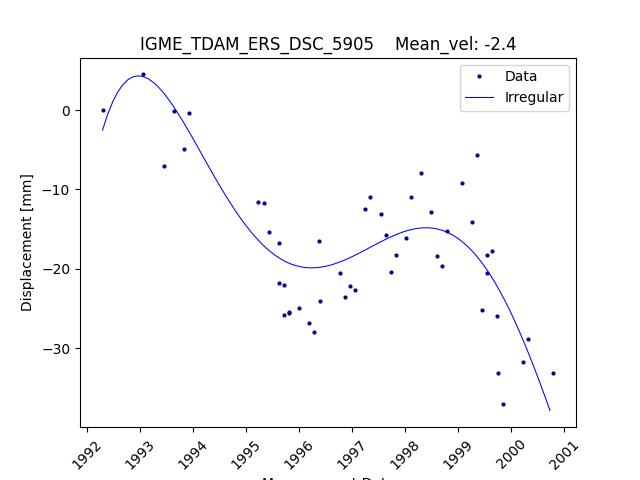 IGME_TDAM_ERS_DSC_5905    Mean_vel: -2.4
Data
Irregular
Displacement [mm]
0
−10
−20
−30
1992 1993 1994 1995 1996 1997 1998 1999 2000 2001